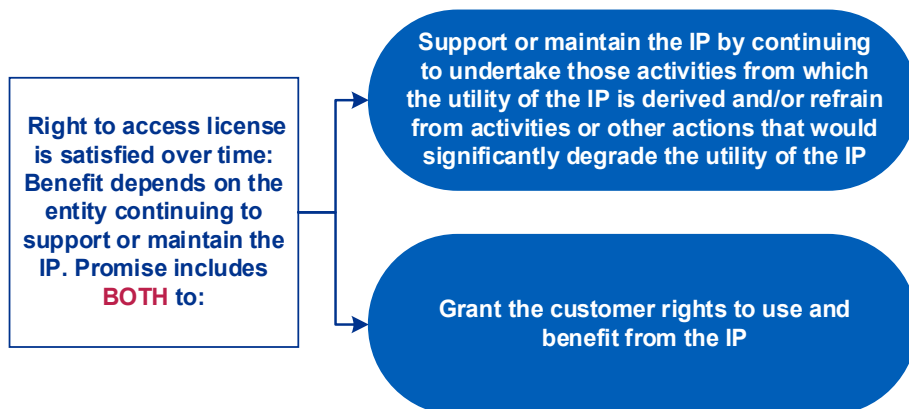 Right to access license
is satisfied over time:
Benefit depends on the
entity continuing to
support or maintain the
IP. Promise includes
BOTH to:
Support or maintain the IP by continuing
to undertake those activities from which
the utility of the IP is derived and/or refrain
from activities or other actions that would
significantly degrade the utility of the IP
Grant the customer rights to use and
benefit from the IP